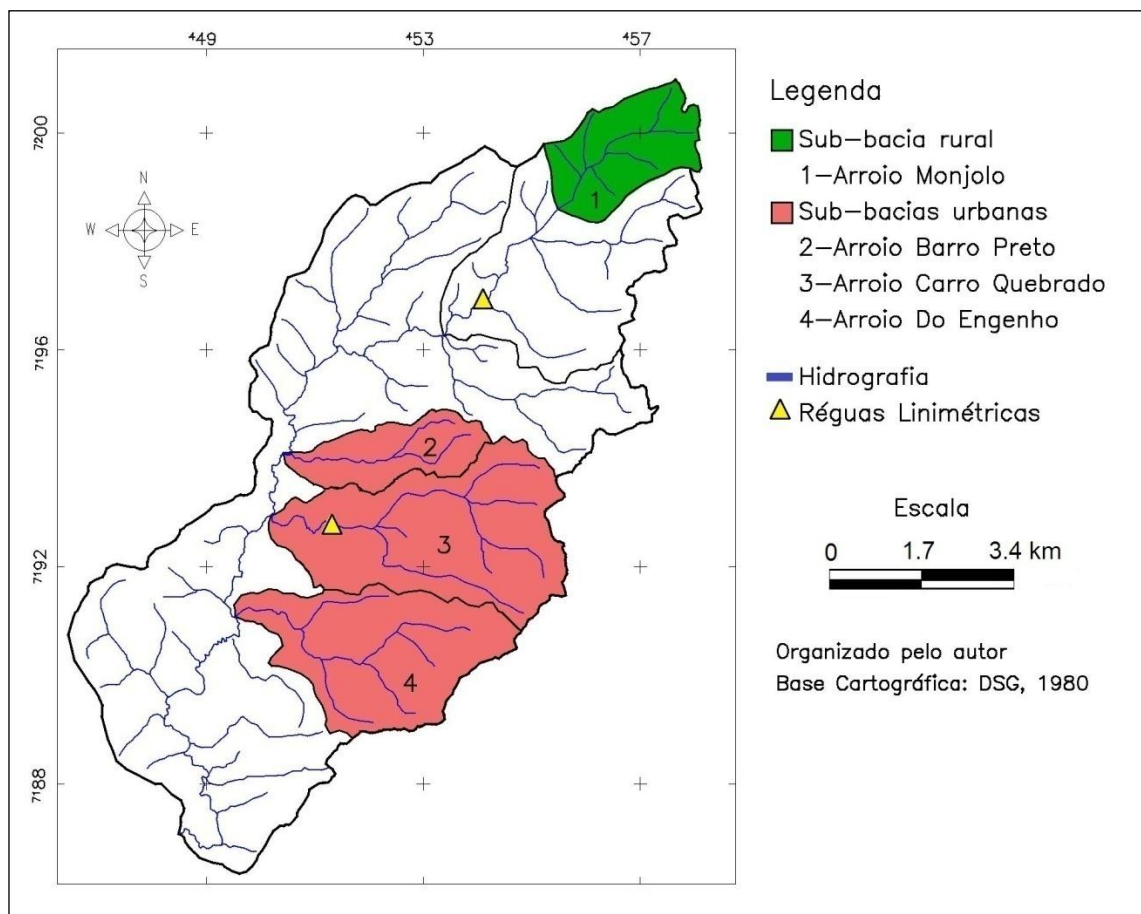 ⁴49 ⁴53 ⁴57
7200
7196
7192
7188
N
W E
S
1
2
3
4
Legenda
Sub-bacia rural
1-Arroio Monjolo
Sub-bacias urbanas
2-Arroio Barro Preto
3-Arroio Carro Quebrado
4-Arroio Do Engenho
Hidrografia
Réguas Linimétricas
Escala
0 1.7 3.4 km
Organizado pelo autor
Base Cartográfica: DSG, 1980